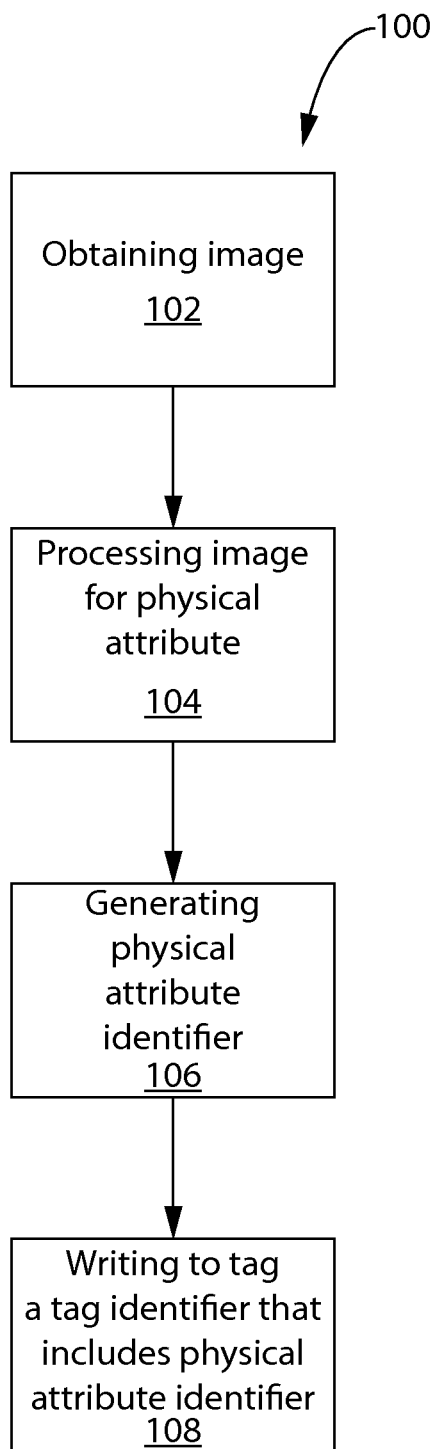 100
Obtaining image
102
Processing image
for physical
attribute
104
Generating
physical
attribute
identifier
106
Writing to tag
a tag identifier that
includes physical
attribute identifier
108